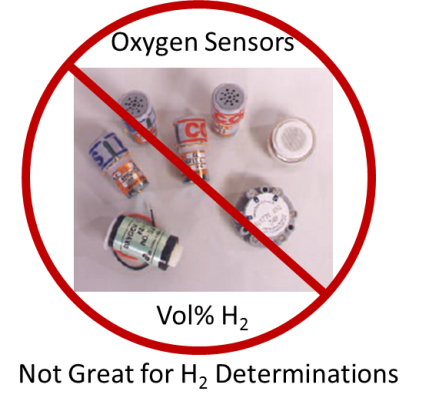 Oxygen Sensors
Vol% H₂
Not Great for H₂ Determinations